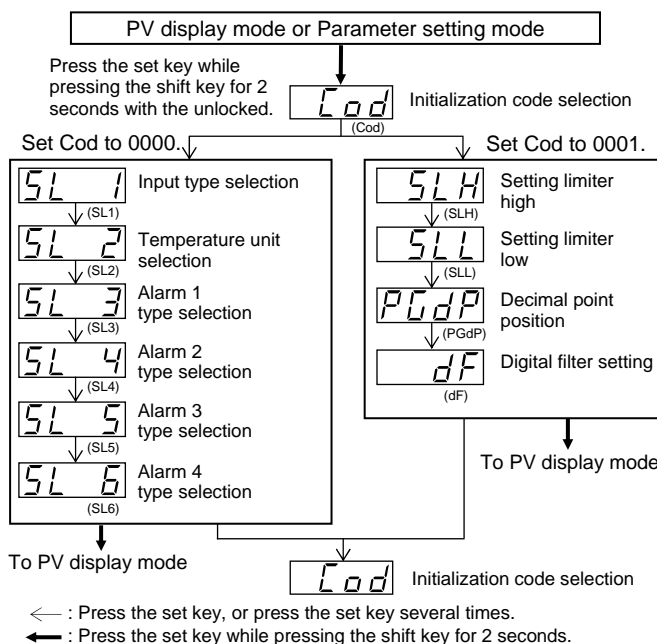 PV display mode or Parameter setting mode
Press the set key while
pressing the shift key for 2
seconds with the unlocked.
Cod
Initialization code selection
(Cod)
Set Cod to 0000.
SL 1
Input type selection
(SL1)
SL 2
Temperature unit
selection
(SL2)
SL 3
Alarm 1
type selection
(SL3)
SL 4
Alarm 2
type selection
(SL4)
SL 5
Alarm 3
type selection
(SL5)
SL 6
Alarm 4
type selection
(SL6)
To PV display mode
Set Cod to 0001.
SLH
Setting limiter
high
(SLH)
SLL
Setting limiter
low
(SLL)
PGdP
Decimal point
position
(PGdP)
dF
Digital filter setting
(dF)
To PV display mode
Cod
Initialization code selection
: Press the set key, or press the set key several times.
: Press the set key while pressing the shift key for 2 seconds.